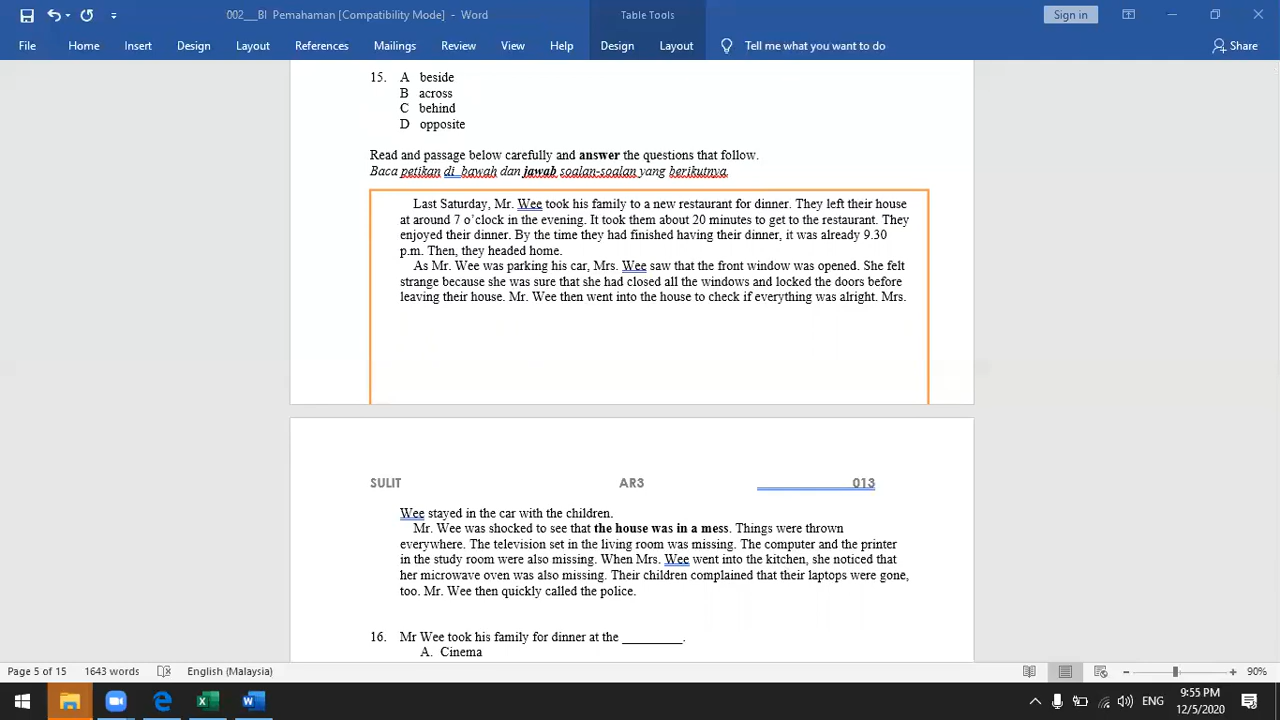 002___BI Pemahaman [Compatibility Mode] - Word
Table Tools
Sign in
File Home Insert Design Layout References Mailings Review View Help Design Layout Tell me what you want to do Share
15. A beside
B across
C behind
D opposite
Read and passage below carefully and answer the questions that follow.
Baca petikan di bawah dan jawab soalan-soalan yang berikutnya.
Last Saturday, Mr. Wee took his family to a new restaurant for dinner. They left their house
at around 7 o'clock in the evening. It took them about 20 minutes to get to the restaurant. They
enjoyed their dinner. By the time they had finished having their dinner, it was already 9.30
p.m. Then, they headed home.
As Mr. Wee was parking his car, Mrs. Wee saw that the front window was opened. She felt
strange because she was sure that she had closed all the windows and locked the doors before
leaving their house. Mr. Wee then went into the house to check if everything was alright. Mrs.
SULIT AR3 013
Wee stayed in the car with the children.
Mr. Wee was shocked to see that the house was in a mess. Things were thrown
everywhere. The television set in the living room was missing. The computer and the printer
in the study room were also missing. When Mrs. Wee went into the kitchen, she noticed that
her microwave oven was also missing. Their children complained that their laptops were gone,
too. Mr. Wee then quickly called the police.
16. Mr Wee took his family for dinner at the _________.
A. Cinema
Page 5 of 15 1643 words English (Malaysia) 90%
ENG
9:55 PM
12/5/2020